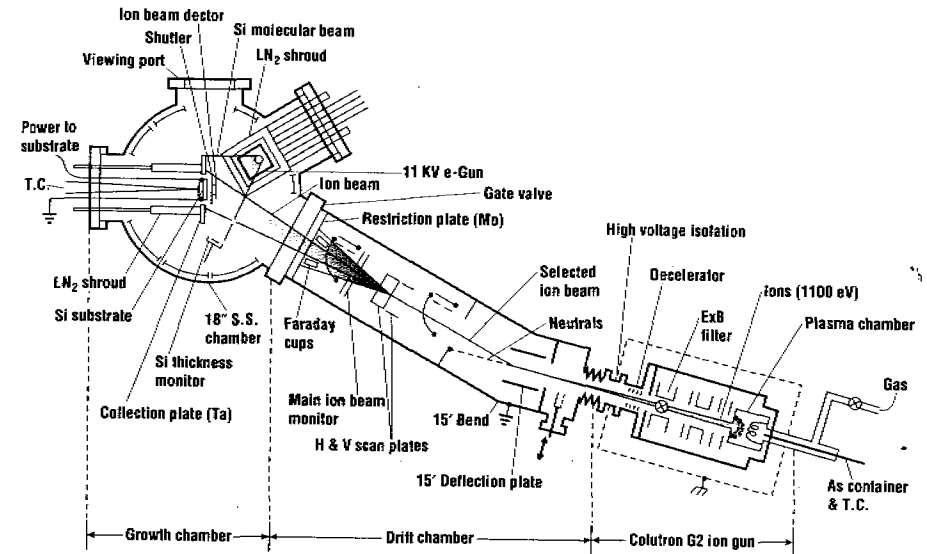 Ion beam dector
Shutler
Si molecular beam
Viewing port
LN2 shroud
Power to
substrate
T.C.
11 KV e-Gun
Ion beam
Gate valve
Restriction plate (Mo)
High voltage isofation
Selected
ion beam
Decelerator
Ions (1100 eV)
ExB
filter
Plasma chamber
Neutrals
Gas
LN2 shroud
Si substrate
18" S.S.
chamber
Faraday
cups
Si thickness
monitor
Collection plate (Ta)
Main ion beam
monitor
15' Bend
H & V scan plates
15' Deflection plate
As container
& T.C.
Growth chamber
Drift chamber
Colutron G2 ion gun